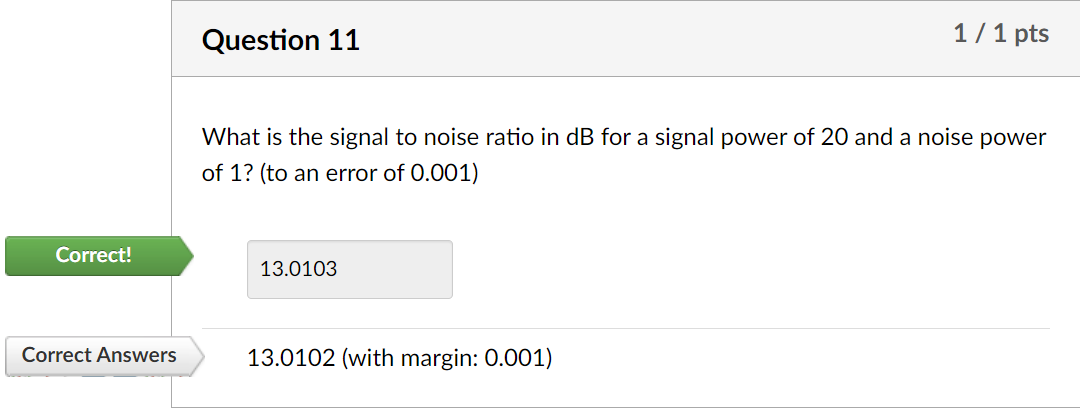 Question 11
1 / 1 pts
What is the signal to noise ratio in dB for a signal power of 20 and a noise power
of 1? (to an error of 0.001)
Correct!
13.0103
Correct Answers
13.0102 (with margin: 0.001)